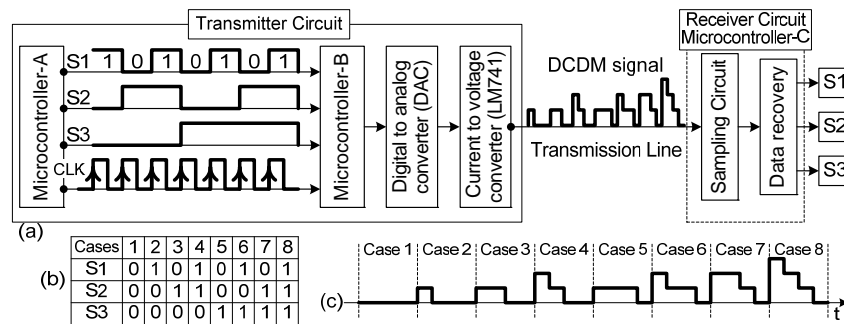 Transmitter Circuit
Receiver Circuit
Microcontroller-C
Microcontroller-A
S1
1 0 1 0 1 0 1
S2
S3
CLK
Microcontroller-B
Digital to analog
converter (DAC)
Current to voltage
converter (LM741)
DCDM signal
Transmission Line
Sampling Circuit
Data recovery
S1
S2
S3
(a)
(b)
Cases 1 2 3 4 5 6 7 8
S1 0 1 0 1 0 1 0 1
S2 0 0 1 1 0 0 1 1
S3 0 0 0 0 1 1 1 1
(c)
Case 1 Case 2 Case 3 Case 4 Case 5 Case 6 Case 7 Case 8
t